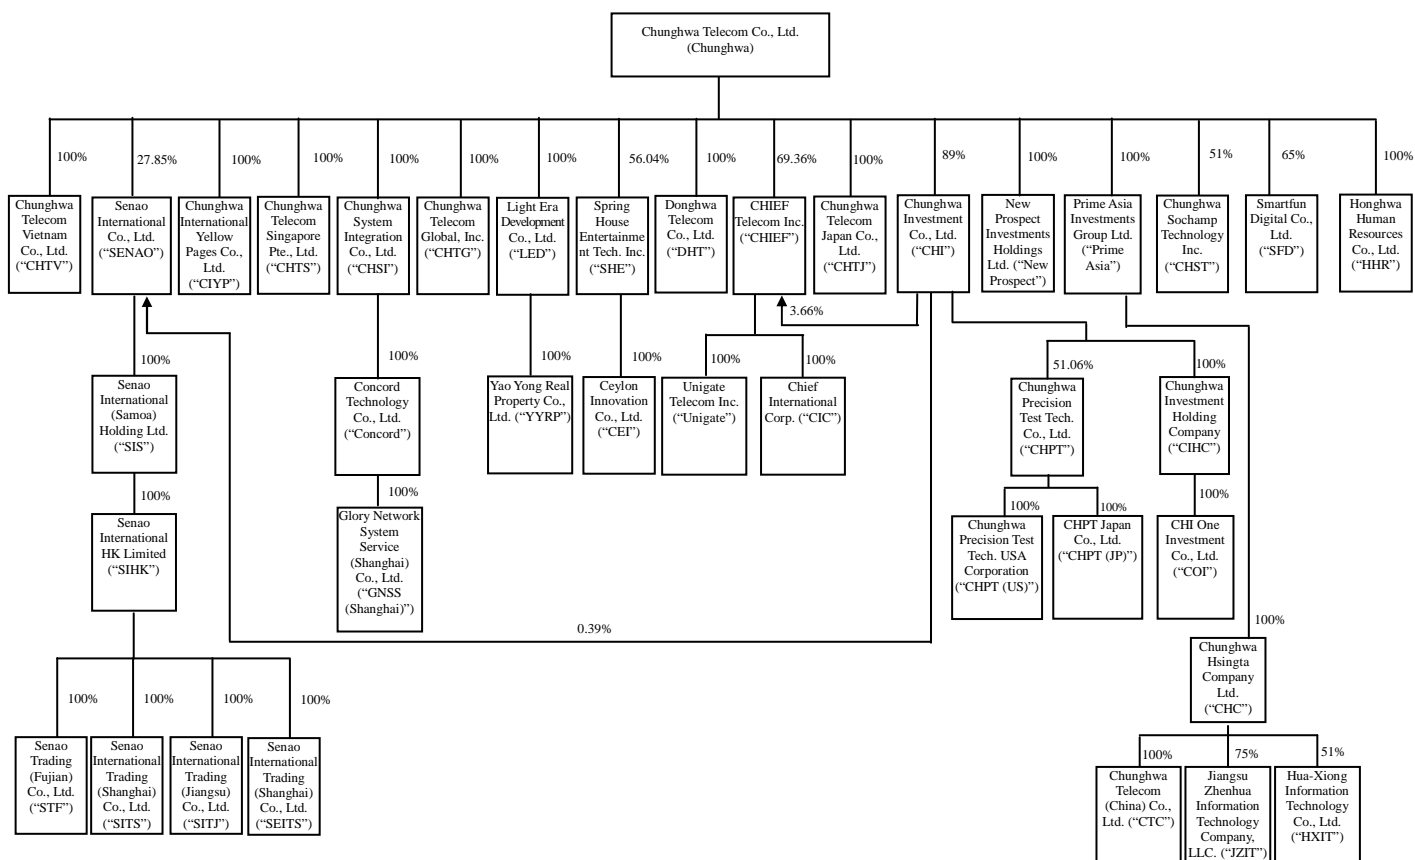 Chunghwa Telecom Co., Ltd.
(Chunghwa)
100%
27.85%
100%
100%
100%
100%
100%
56.04%
100%
69.36%
100%
89%
100%
100%
51%
65%
100%
Chunghwa
Telecom
Vietnam
Co., Ltd.
(“CHTV”)
Senao
International
Co., Ltd.
(“SENAO”)
Chunghwa
International
Yellow
Pages Co.,
Ltd.
(“CIYP”)
Chunghwa
Telecom
Singapore
Pte., Ltd.
(“CHTS”)
Chunghwa
System
Integration
Co., Ltd.
(“CHSI”)
Chunghwa
Telecom
Global, Inc.
(“CHTG”)
Light Era
Development
Co., Ltd.
(“LED”)
Spring
House
Entertainme
nt Tech. Inc.
(“SHE”)
Donghwa
Telecom
Co., Ltd.
(“DHT”)
CHIEF
Telecom Inc.
(“CHIEF”)
Chunghwa
Telecom
Japan Co.,
Ltd.
(“CHTJ”)
Chunghwa
Investment
Co., Ltd.
(“CHI”)
New
Prospect
Investments
Holdings
Ltd. (“New
Prospect”)
Prime Asia
Investments
Group Ltd.
(“Prime
Asia”)
Chunghwa
Sochamp
Technology
Inc.
(“CHST”)
Smartfun
Digital Co.,
Ltd.
(“SFD”)
Honghwa
Human
Resources
Co., Ltd.
(“HHR”)
3.66%
100%
100%
100%
100%
100%
100%
51.06%
100%
Senao
International
(Samoa)
Holding Ltd.
(“SIS”)
Concord
Technology
Co., Ltd.
(“Concord”)
Yao Yong Real
Property Co.,
Ltd. (“YYRP”)
Ceylon
Innovation
Co., Ltd.
(“CEI”)
Unigate
Telecom Inc.
(“Unigate”)
Chief
International
Corp. (“CIC”)
Chunghwa
Precision
Test Tech.
Co., Ltd.
(“CHPT”)
Chunghwa
Investment
Holding
Company
(“CIHC”)
100%
100%
100%
100%
100%
Senao
International
HK Limited
(“SIHK”)
Glory Network
System
Service
(Shanghai)
Co., Ltd.
(“GNSS
(Shanghai)”)
Chunghwa
Precision Test
Tech. USA
Corporation
(“CHPT (US)”)
CHPT Japan
Co., Ltd.
(“CHPT (JP)”)
CHI One
Investment
Co., Ltd.
(“COI”)
0.39%
100%
Chunghwa
Hsingta
Company
Ltd.
(“CHC”)
100%
100%
100%
100%
Senao
Trading
(Fujian)
Co., Ltd.
(“STF”)
Senao
International
Trading
(Shanghai)
Co., Ltd.
(“SITS”)
Senao
International
Trading
(Jiangsu)
Co., Ltd.
(“SITJ”)
Senao
International
Trading
(Shanghai)
Co., Ltd.
(“SEITS”)
100%
75%
51%
Chunghwa
Telecom
(China) Co.,
Ltd. (“CTC”)
Jiangsu
Zhenhua
Information
Technology
Company,
LLC. (“JZIT”)
Hua-Xiong
Information
Technology
Co., Ltd.
(“HXIT”)